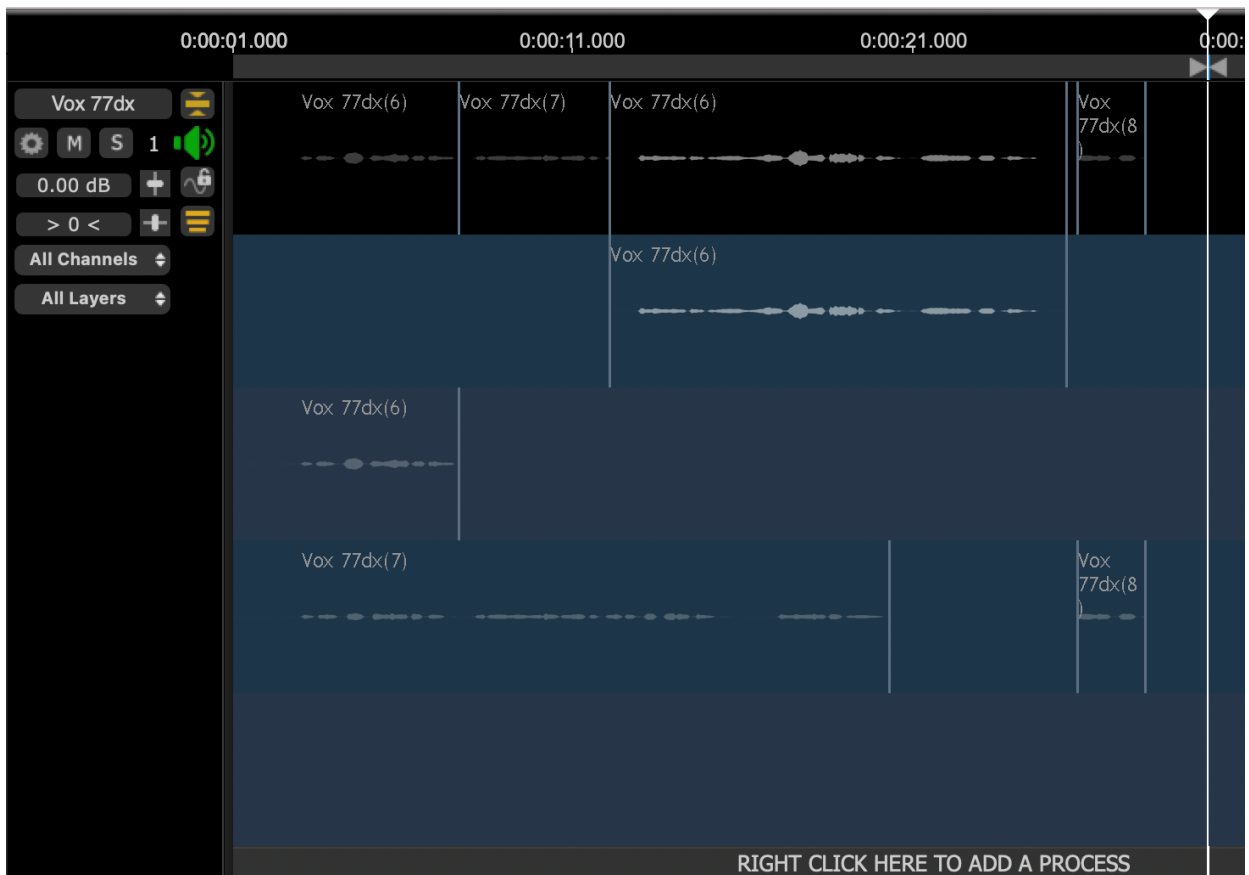 0:00:01.000 0:00:11.000 0:00:21.000 0:00:
Vox 77dx
M S 1
0.00 dB
> 0 <
All Channels
All Layers
Vox 77dx(6) Vox 77dx(7) Vox 77dx(6) Vox
77dx(8
)
Vox 77dx(6)
Vox 77dx(6)
Vox 77dx(7) Vox
77dx(8
)
RIGHT CLICK HERE TO ADD A PROCESS